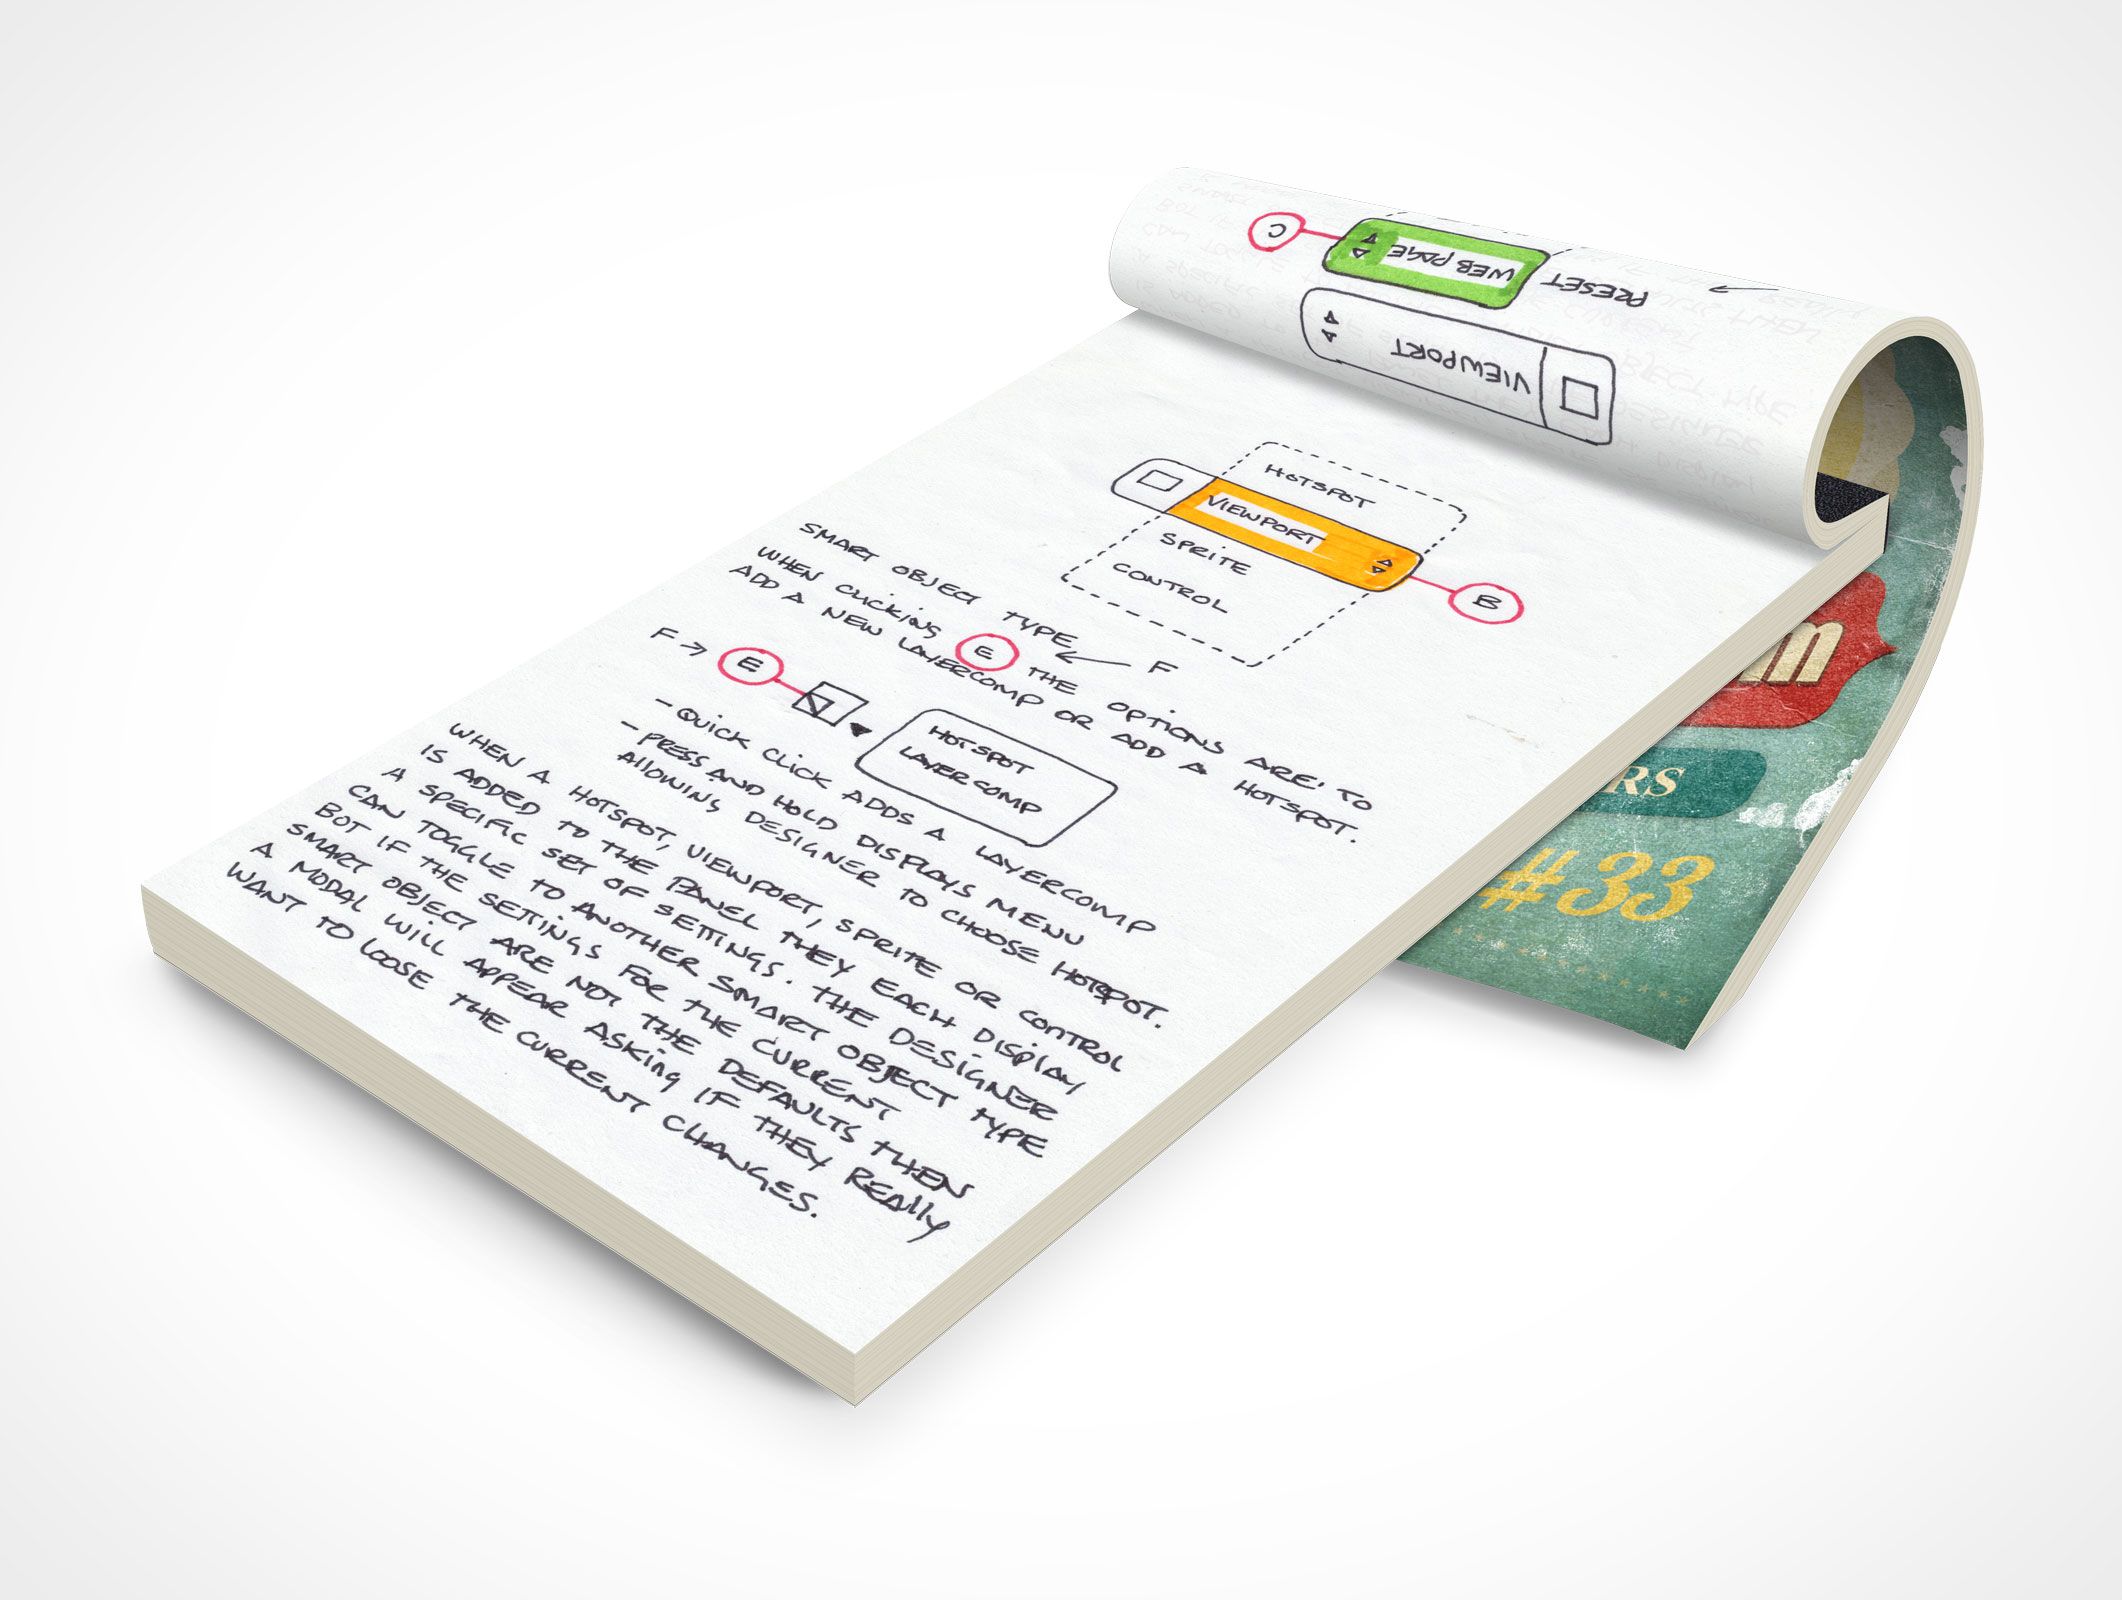 C
WEB PAGE
PRESET
VIEWPORT
HOTSPOT
VIEWPORT
SPRITE
CONTROL
B
SMART OBJECT TYPE
F
WHEN CLICKING E THE OPTIONS ARE: TO
ADD A NEW LAYERCOMP OR ADD A HOTSPOT.
F → E
HOTSPOT
LAYERCOMP
- QUICK CLICK ADDS A LAYERCOMP
- PRESS AND HOLD DISPLAYS MENU
ALLOWING DESIGNER TO CHOOSE HOTSPOT.
WHEN A HOTSPOT, VIEWPORT, SPRITE OR CONTROL
IS ADDED TO THE PANEL THEY EACH DISPLAY
A SPECIFIC SET OF SETTINGS. THE DESIGNER
CAN TOGGLE TO ANOTHER SMART OBJECT TYPE
BOT IF THE SETTINGS FOR THE CURRENT
SMART OBJECT ARE NOT THE DEFAULTS THEN
A MODAL WILL APPEAR ASKING IF THEY REALLY
WANT TO LOOSE THE CURRENT CHANGES.
#33